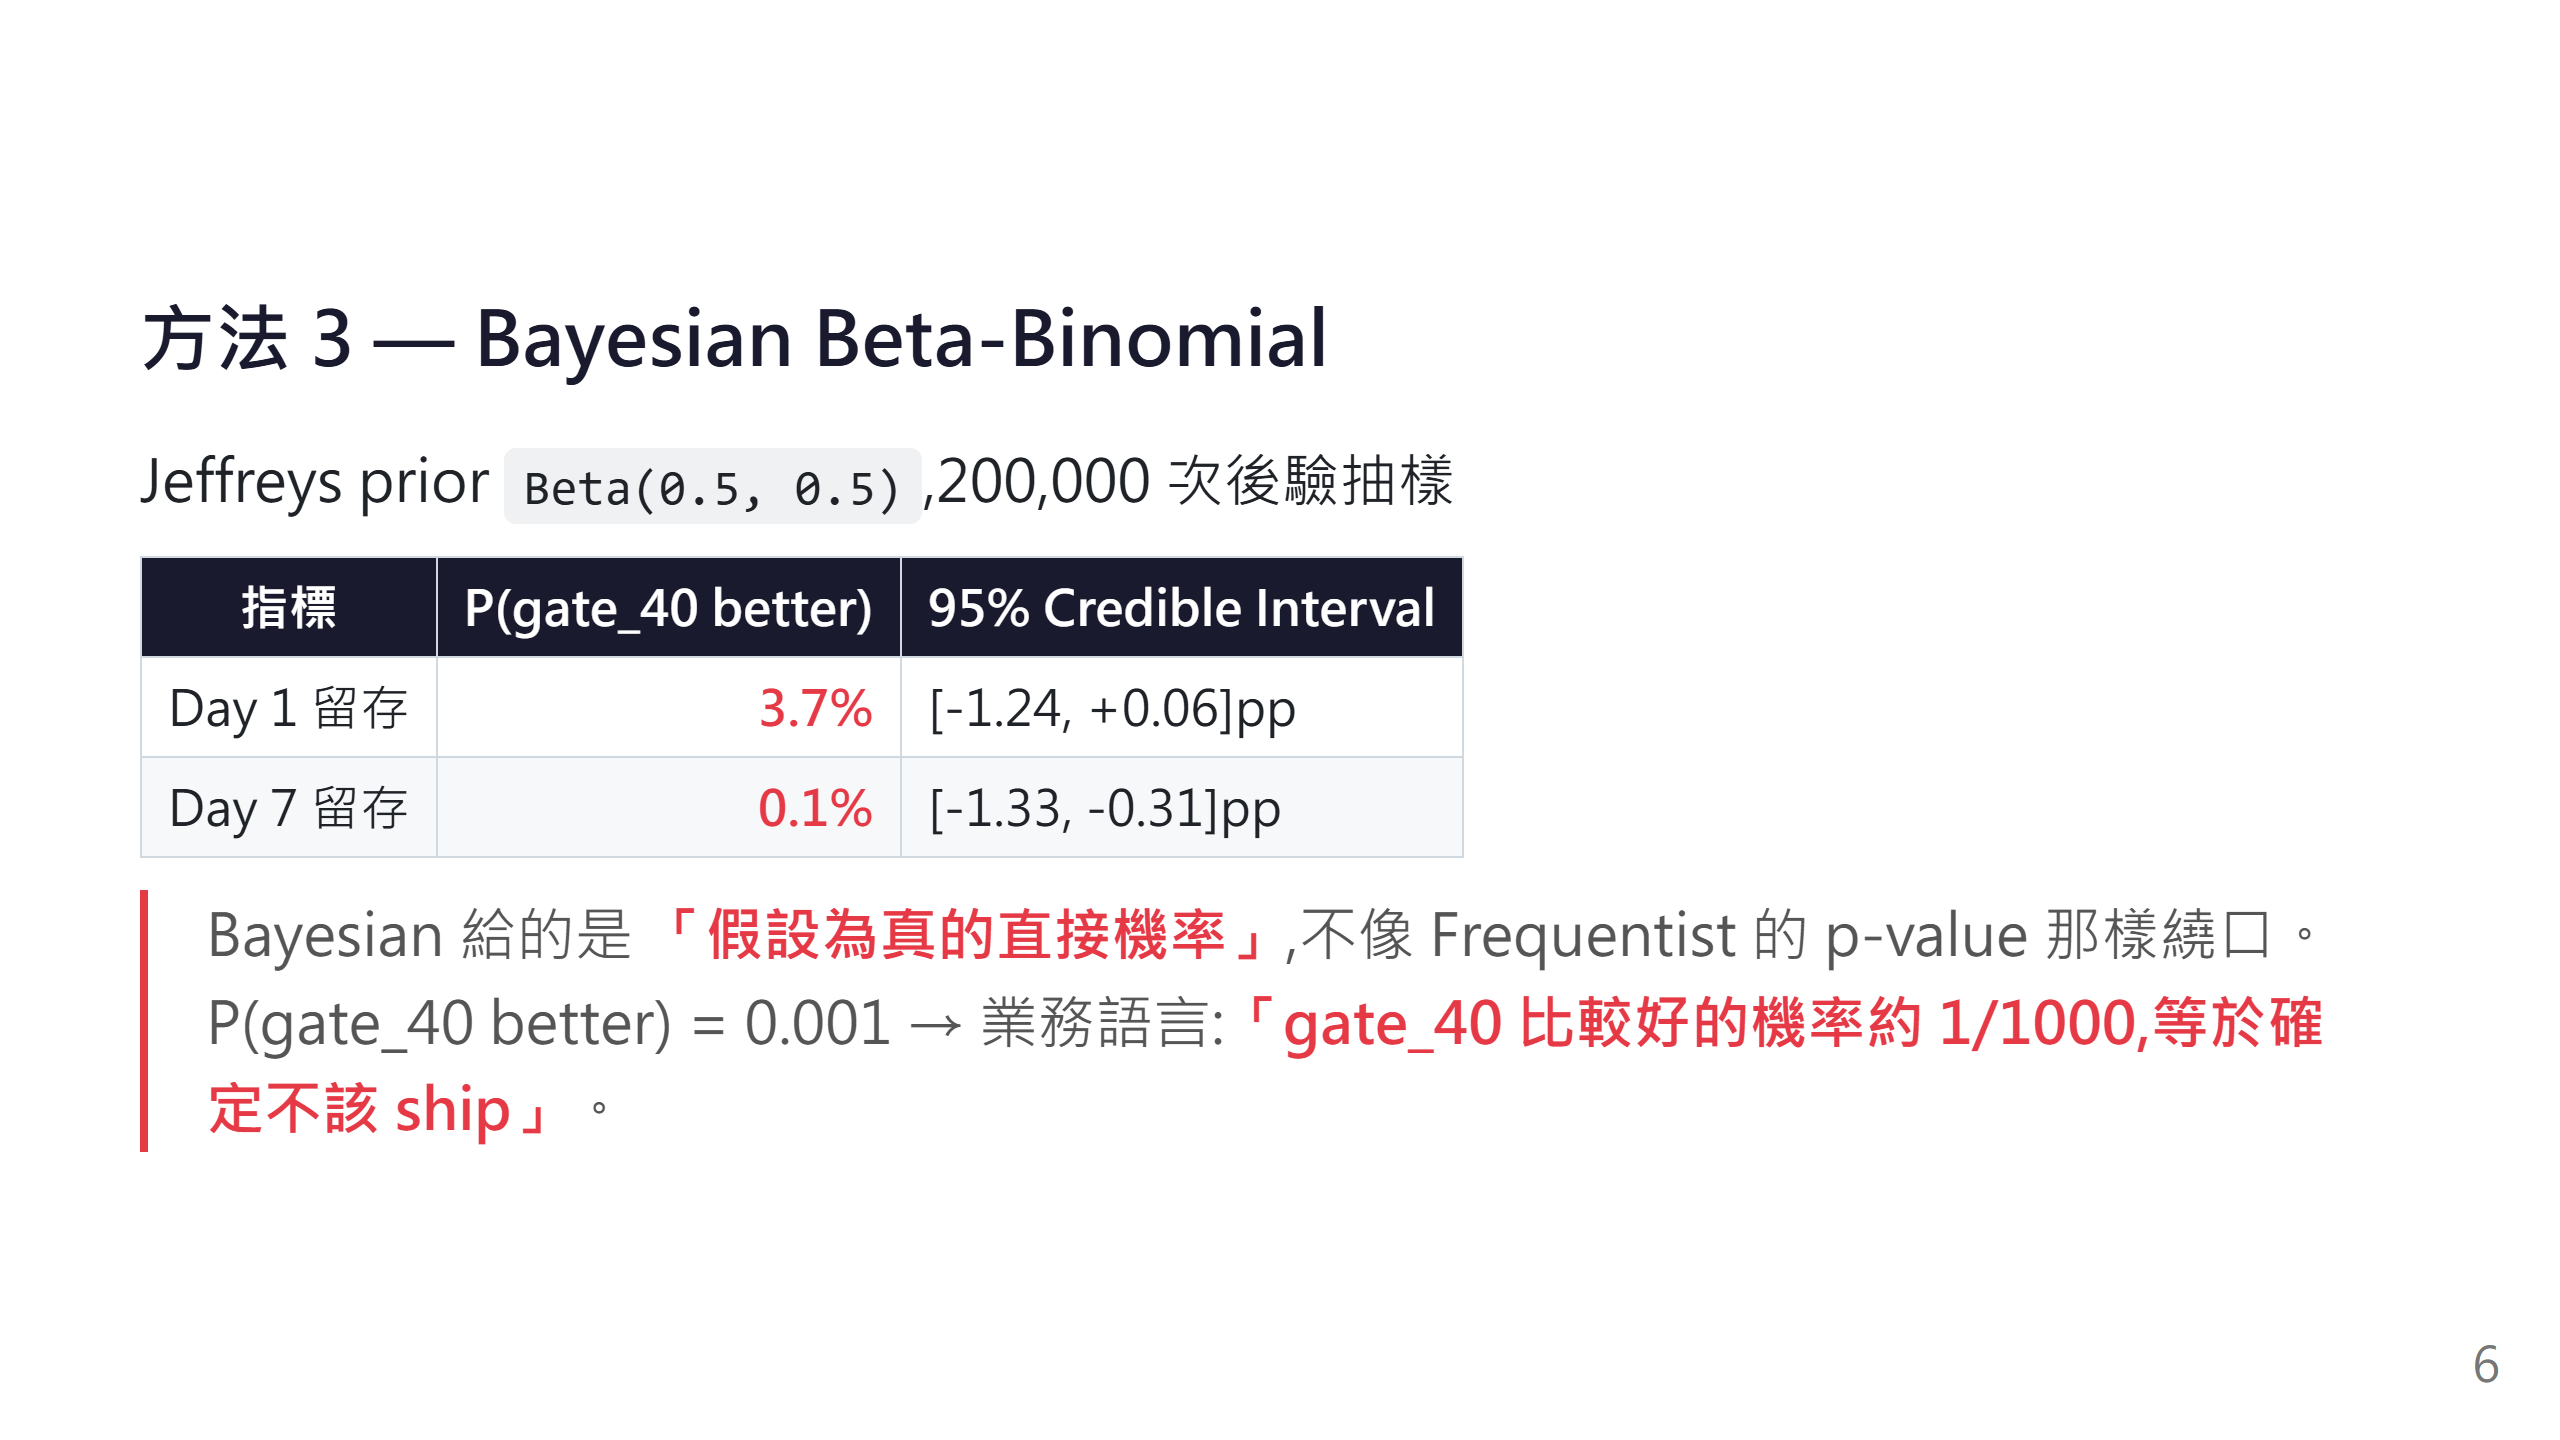 方法 3 — Bayesian Beta-Binomial
Jeffreys prior Beta(0.5, 0.5),200,000 次後驗抽樣
指標 P(gate_40 better) 95% Credible Interval
Day 1 留存 3.7% [-1.24, +0.06]pp
Day 7 留存 0.1% [-1.33, -0.31]pp
Bayesian 給的是「假設為真的直接機率」,不像 Frequentist 的 p-value 那樣繞口。
P(gate_40 better) = 0.001 → 業務語言:「gate_40 比較好的機率約 1/1000,等於確
定不該 ship」。
6